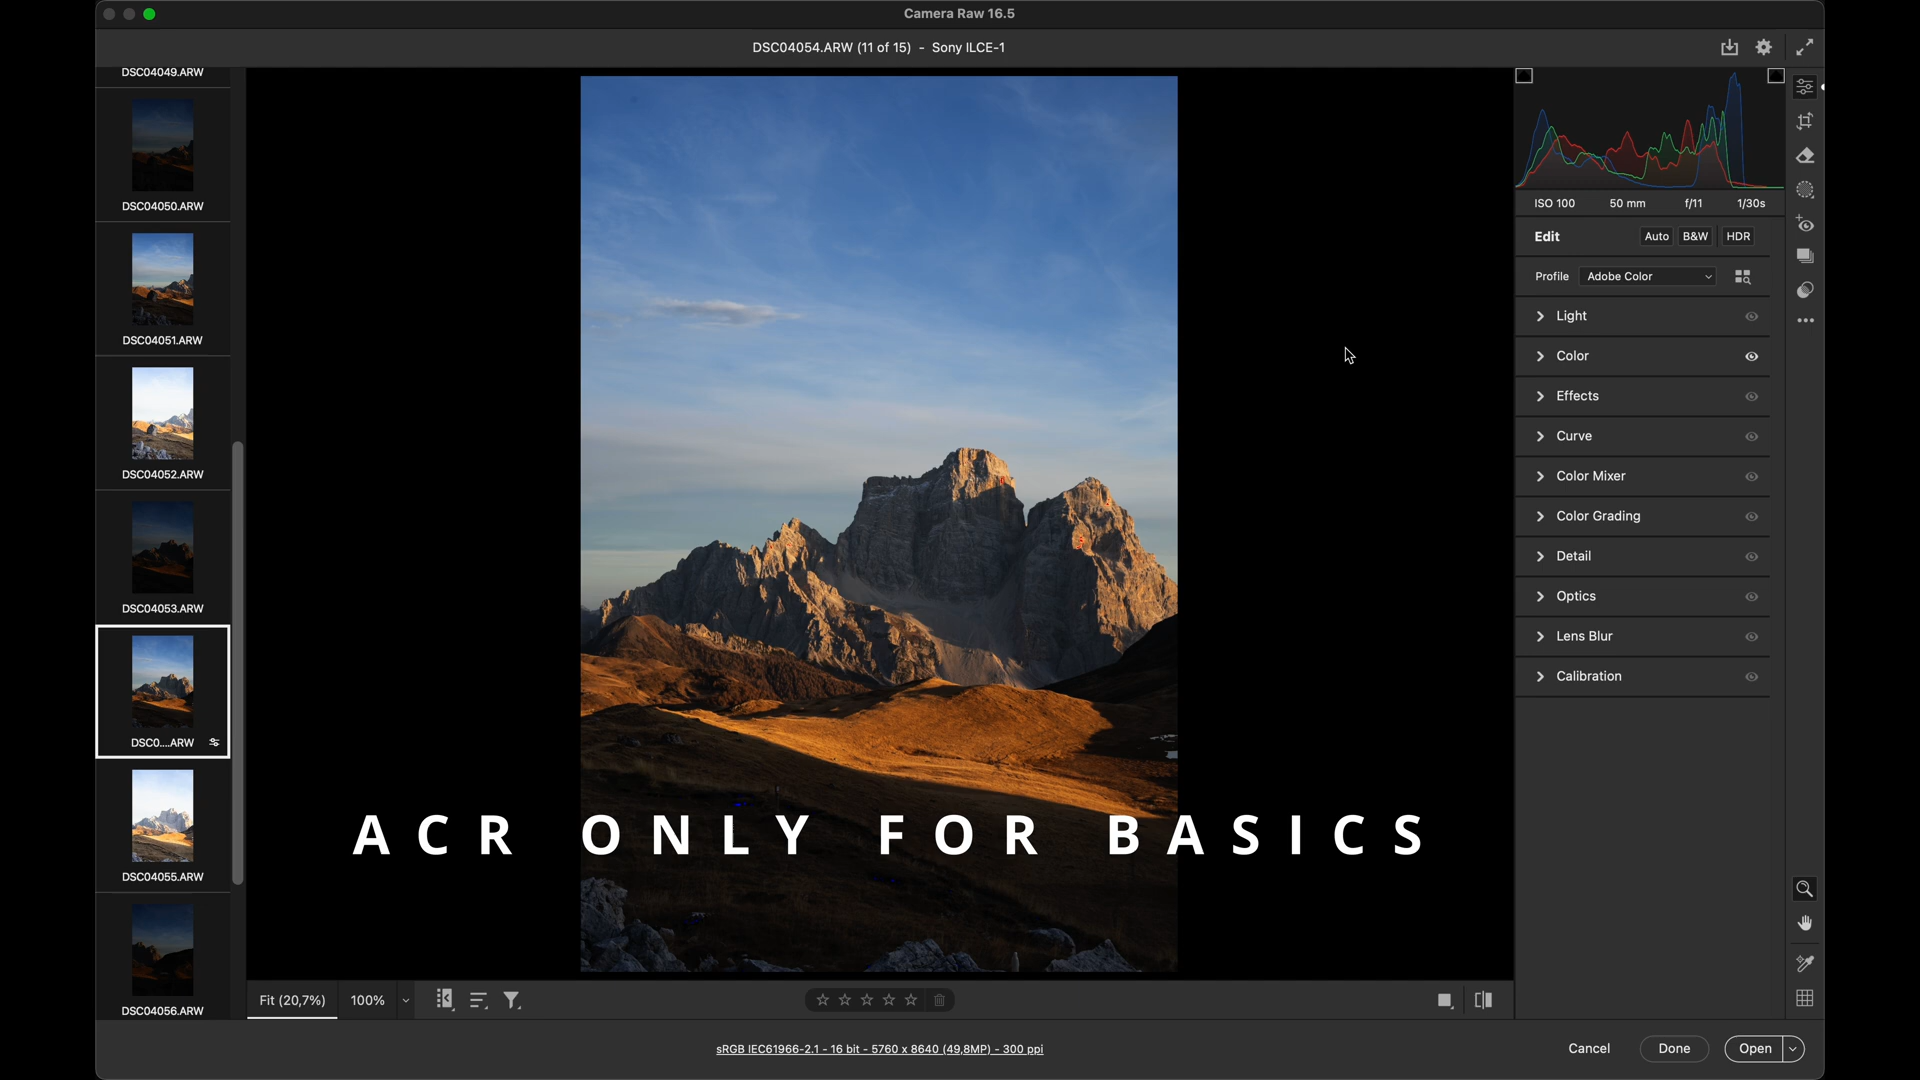 Camera Raw 16.5
DSC04054.ARW (11 of 15) - Sony ILCE-1
DSC04049.ARW
DSC04050.ARW
DSC04051.ARW
DSC04052.ARW
DSC04053.ARW
DSC0....ARW
DSC04055.ARW
DSC04056.ARW
ACR ONLY FOR BASICS
Fit (20,7%) 100%
ISO 100 50 mm f/11 1/30s
Edit Auto B&W HDR
Profile Adobe Color
Light
Color
Effects
Curve
Color Mixer
Color Grading
Detail
Optics
Lens Blur
Calibration
sRGB IEC61966-2.1 - 16 bit - 5760 x 8640 (49,8MP) - 300 ppi
Cancel Done Open